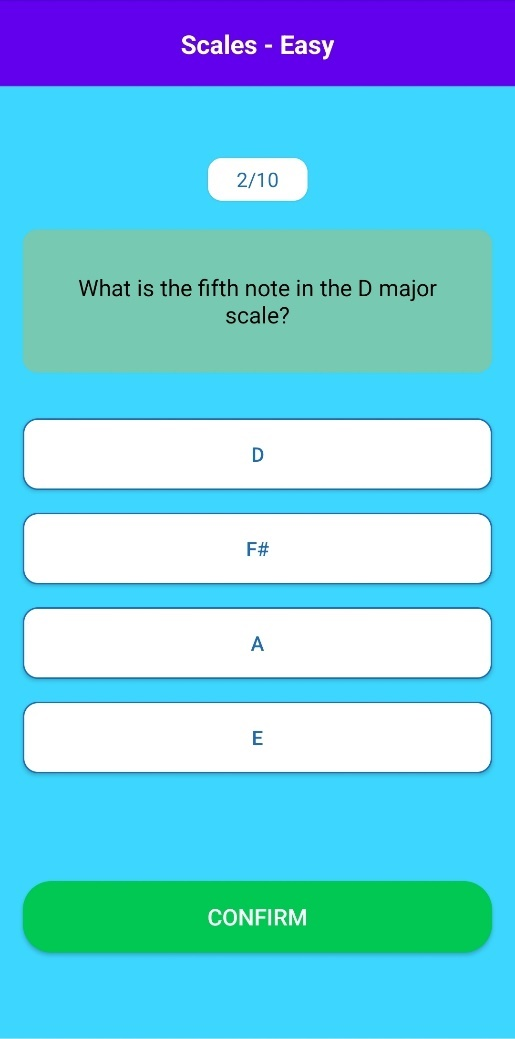 Scales - Easy
2/10
What is the fifth note in the D major
scale?
D
F#
A
E
CONFIRM